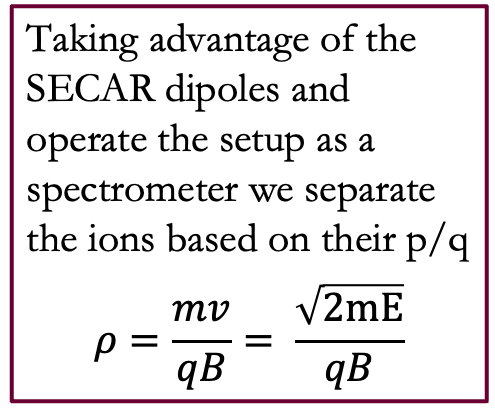 Taking advantage of the
SECAR dipoles and
operate the setup as a
spectrometer we separate
the ions based on their p/q
ρ = mv/qB = √2mE/qB